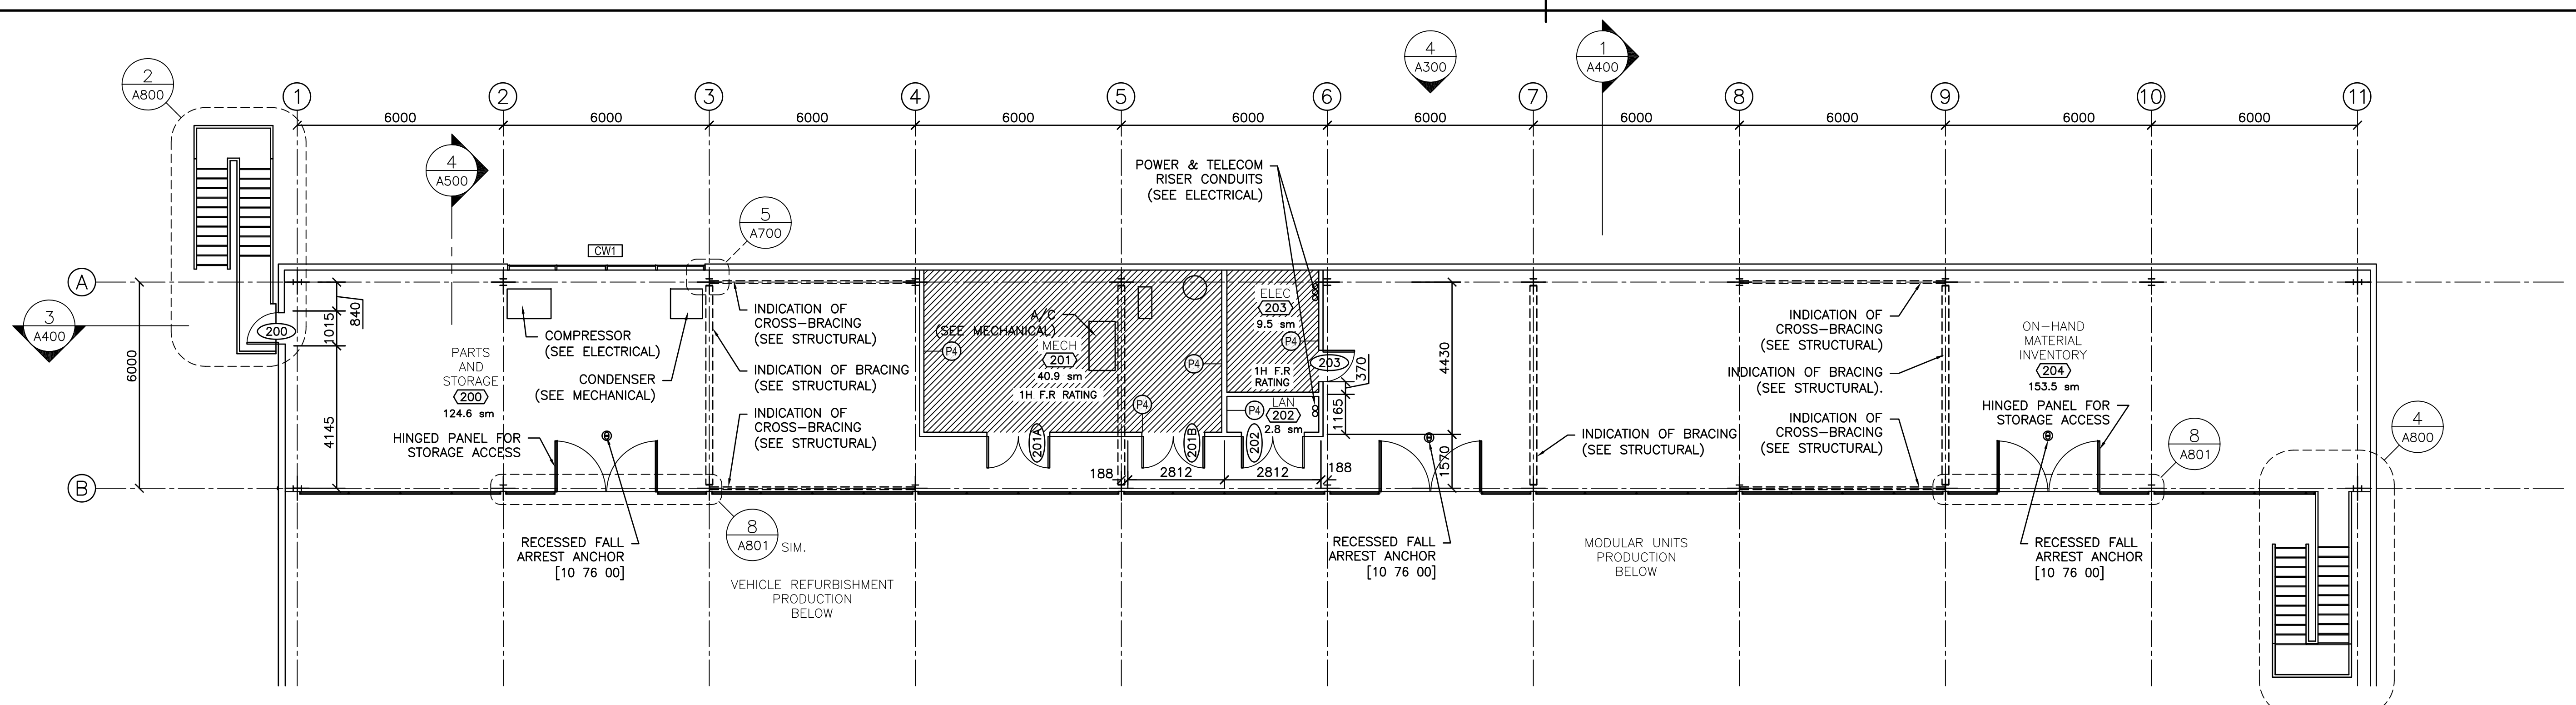 2
A800
1
2
3
4
5
6
7
8
9
10
11
4
A300
1
A400
6000
6000
6000
6000
6000
6000
6000
6000
6000
6000
4
A500
5
A700
POWER & TELECOM
RISER CONDUITS
(SEE ELECTRICAL)
CW1
A
3
A400
6000
200
1015
840
4145
COMPRESSOR
(SEE ELECTRICAL)
CONDENSER
(SEE MECHANICAL)
PARTS
AND
STORAGE
200
124.6 sm
HINGED PANEL FOR
STORAGE ACCESS
INDICATION OF
CROSS-BRACING
(SEE STRUCTURAL)
INDICATION OF BRACING
(SEE STRUCTURAL)
INDICATION OF
CROSS-BRACING
(SEE STRUCTURAL)
A/C
(SEE MECHANICAL)
P4
MECH
201
40.9 sm
1H F.R RATING
P4
P4
201A
201B
ELEC
203
9.5 sm
P4
1H F.R
RATING
LAN
P4
202
2.8 sm
202
203
370
1165
4430
1570
188
2812
2812
188
INDICATION OF BRACING
(SEE STRUCTURAL)
INDICATION OF
CROSS-BRACING
(SEE STRUCTURAL)
INDICATION OF BRACING
(SEE STRUCTURAL).
INDICATION OF
CROSS-BRACING
(SEE STRUCTURAL)
ON-HAND
MATERIAL
INVENTORY
204
153.5 sm
HINGED PANEL FOR
STORAGE ACCESS
8
A801
4
A800
B
RECESSED FALL
ARREST ANCHOR
[10 76 00]
8
A801
SIM.
VEHICLE REFURBISHMENT
PRODUCTION
BELOW
RECESSED FALL
ARREST ANCHOR
[10 76 00]
MODULAR UNITS
PRODUCTION
BELOW
RECESSED FALL
ARREST ANCHOR
[10 76 00]